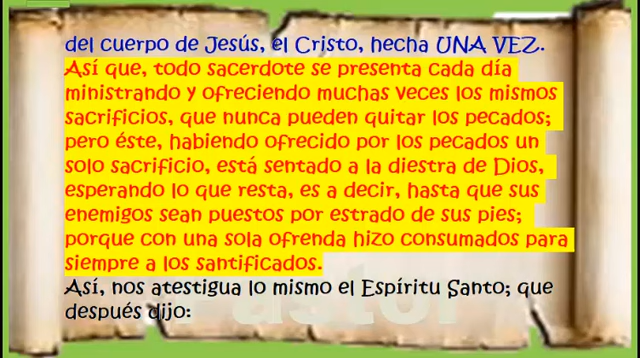 del cuerpo de Jesús, el Cristo, hecha UNA VEZ.
Así que, todo sacerdote se presenta cada día
ministrando y ofreciendo muchas veces los mismos
sacrificios, que nunca pueden quitar los pecados;
pero éste, habiendo ofrecido por los pecados un
solo sacrificio, está sentado a la diestra de Dios,
esperando lo que resta, es a decir, hasta que sus
enemigos sean puestos por estrado de sus pies;
porque con una sola ofrenda hizo consumados para
siempre a los santificados.
Así, nos atestigua lo mismo el Espíritu Santo; que
después dijo: